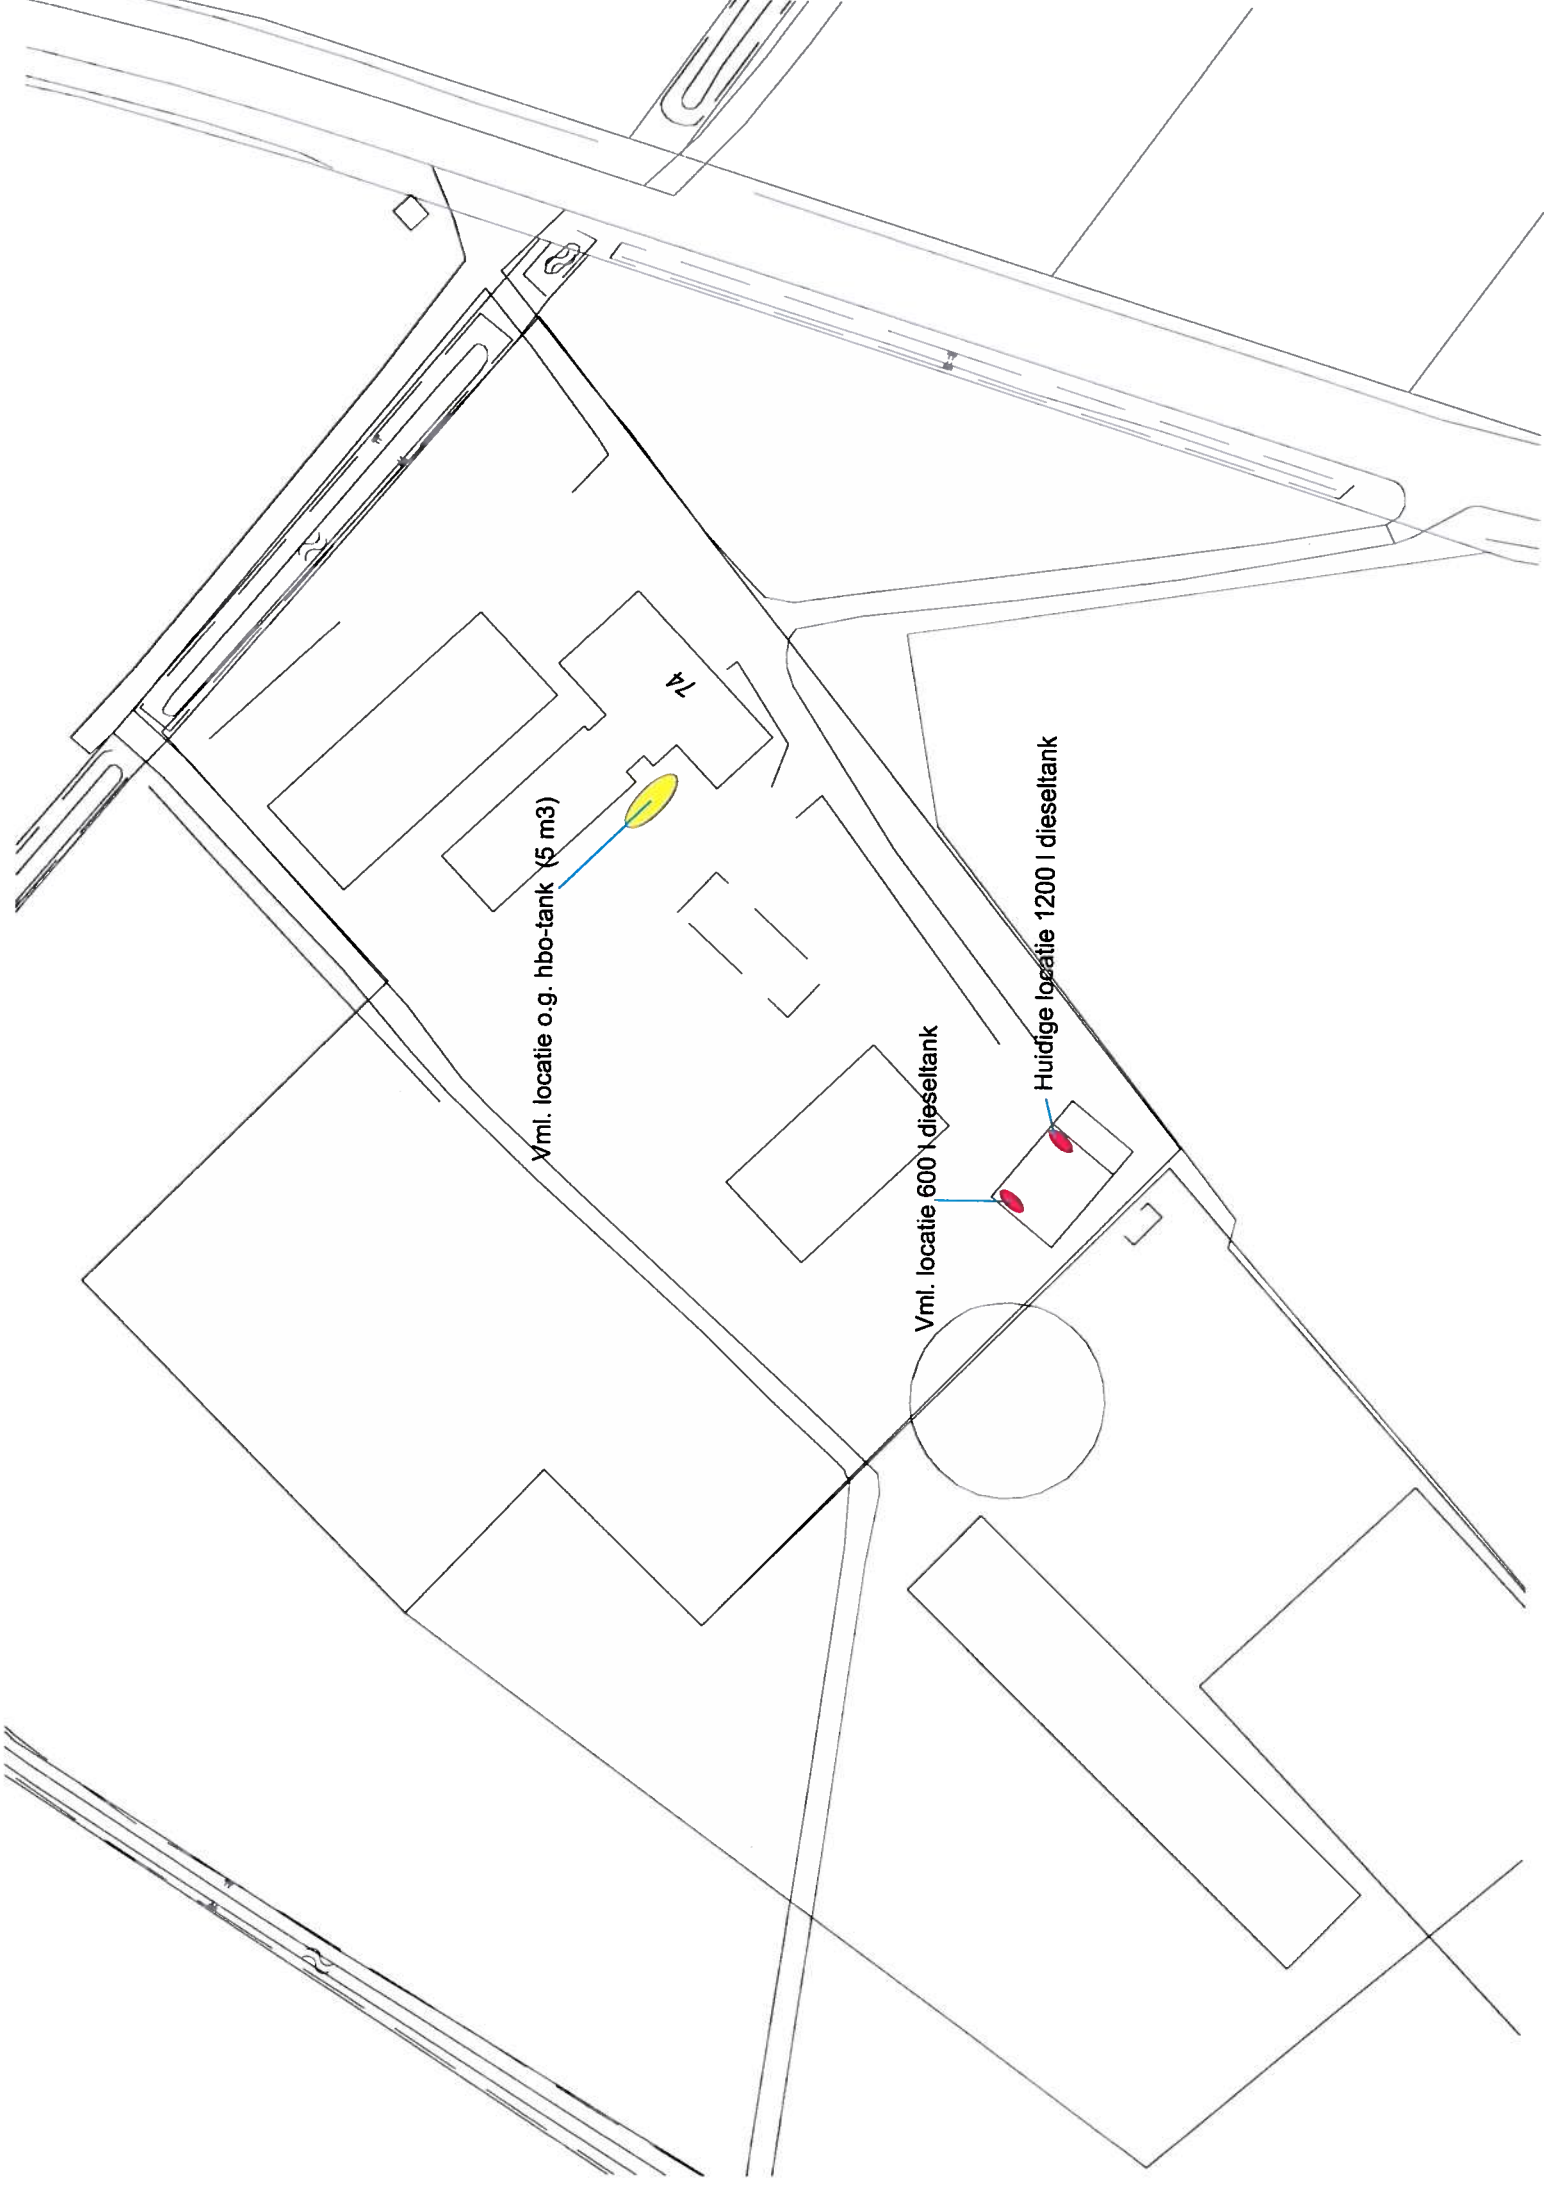 74
Vml. locatie o.g. hbo-tank (5 m3)
Vml. locatie 600 l dieseltank
Huidige locatie 1200 l dieseltank